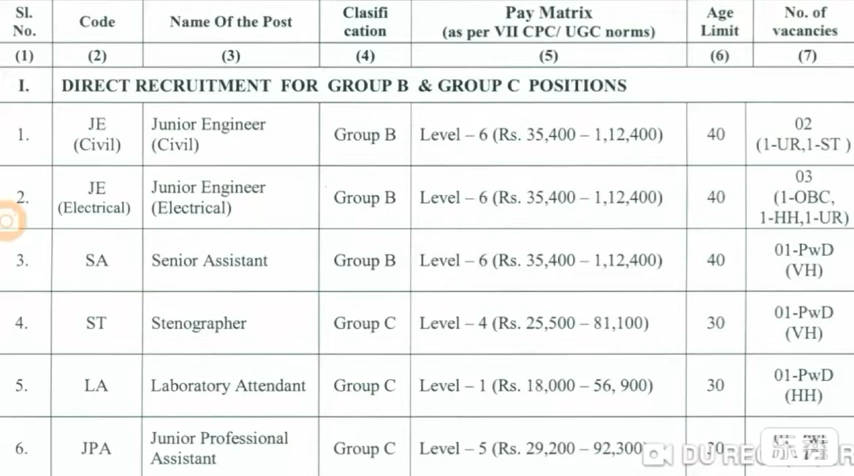 Sl. No. Code Name Of the Post Clasifi cation Pay Matrix (as per VII CPC/ UGC norms) Age Limit No. of vacancies
(1) (2) (3) (4) (5) (6) (7)
I. DIRECT RECRUITMENT FOR GROUP B & GROUP C POSITIONS
1. JE (Civil) Junior Engineer (Civil) Group B Level – 6 (Rs. 35,400 – 1,12,400) 40 02 (1-UR,1-ST )
2. JE (Electrical) Junior Engineer (Electrical) Group B Level – 6 (Rs. 35,400 – 1,12,400) 40 03 (1-OBC, 1-HH,1-UR)
3. SA Senior Assistant Group B Level – 6 (Rs. 35,400 – 1,12,400) 40 01-PwD (VH)
4. ST Stenographer Group C Level – 4 (Rs. 25,500 – 81,100) 30 01-PwD (VH)
5. LA Laboratory Attendant Group C Level – 1 (Rs. 18,000 – 56, 900) 30 01-PwD (HH)
6. JPA Junior Professional Assistant Group C Level – 5 (Rs. 29,200 – 92,300)